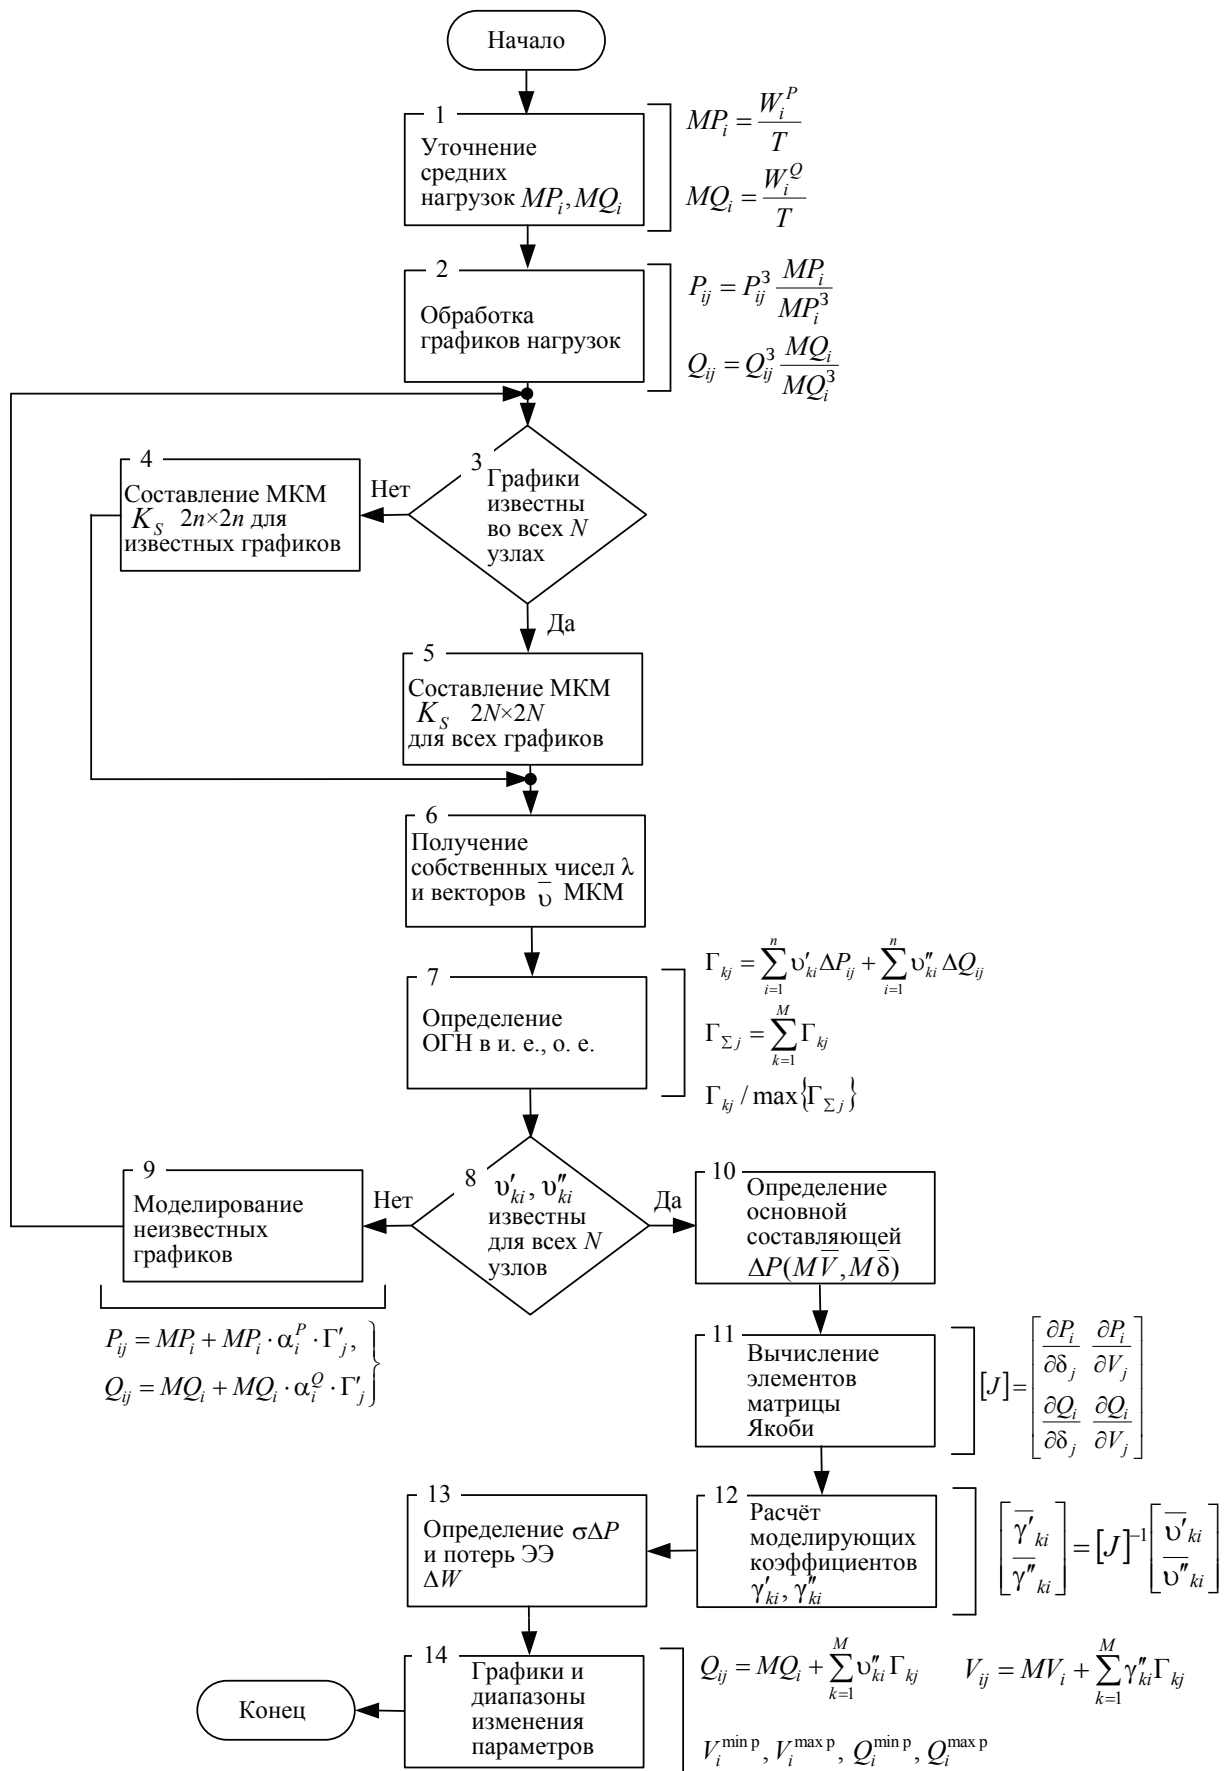 Начало
1
Уточнение
средних
нагрузок MP_i, MQ_i
MP_i = W_i^P / T
MQ_i = W_i^Q / T
2
Обработка
графиков нагрузок
P_ij = P_ij^З MP_i / MP_i^З
Q_ij = Q_ij^З MQ_i / MQ_i^З
3
Графики
известны
во всех N
узлах
Нет
4
Составление МКМ
K_S 2n×2n для
известных графиков
Да
5
Составление МКМ
K_S 2N×2N
для всех графиков
6
Получение
собственных чисел λ
и векторов ῡ МКМ
7
Определение
ОГН в и. е., о. е.
Γ_kj = ∑_{i=1}^{n} υ′_ki ΔP_ij + ∑_{i=1}^{n} υ″_ki ΔQ_ij
Γ_{Σ j} = ∑_{k=1}^{M} Γ_kj
Γ_kj / max{Γ_{Σ j}}
8
υ′_ki, υ″_ki
известны
для всех N
узлов
Нет
Да
9
Моделирование
неизвестных
графиков
P_ij = MP_i + MP_i · α_i^P · Γ′_j,
Q_ij = MQ_i + MQ_i · α_i^Q · Γ′_j }
10
Определение
основной
составляющей
ΔP(MV̅, Mδ̅)
11
Вычисление
элементов
матрицы
Якоби
[J] = [∂P_i/∂δ_j ∂P_i/∂V_j
∂Q_i/∂δ_j ∂Q_i/∂V_j]
12
Расчёт
моделирующих
коэффициентов
γ′_ki, γ″_ki
[γ̅′_ki
γ̅″_ki] = [J]^{–1} [υ̅′_ki
υ̅″_ki]
13
Определение σΔP
и потерь ЭЭ
ΔW
14
Графики и
диапазоны
изменения
параметров
Q_ij = MQ_i + ∑_{k=1}^{M} υ″_ki Γ_kj V_ij = MV_i + ∑_{k=1}^{M} γ″_ki Γ_kj
V_i^{min p}, V_i^{max p}, Q_i^{min p}, Q_i^{max p}
Конец